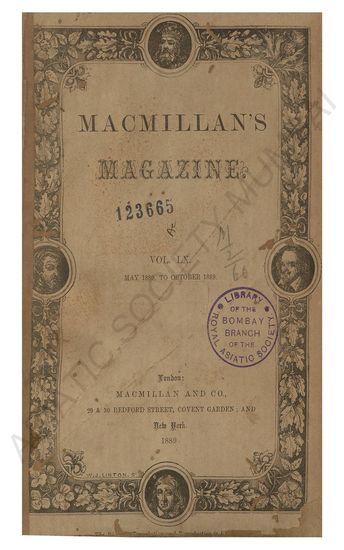 MACMILLAN'S
MAGAZINE.
123665
VOL. LX.
MAY 1889, TO OCTOBER 1889.
LIBRARY
OF THE
BOMBAY
BRANCH
OF THE
ROYAL ASIATIC SOCIETY
London:
MACMILLAN AND CO.,
29 & 30 BEDFORD STREET, COVENT GARDEN; AND
New York.
1889
W.J. LINTON. S
ASIATIC SOCIETY MUMBAI